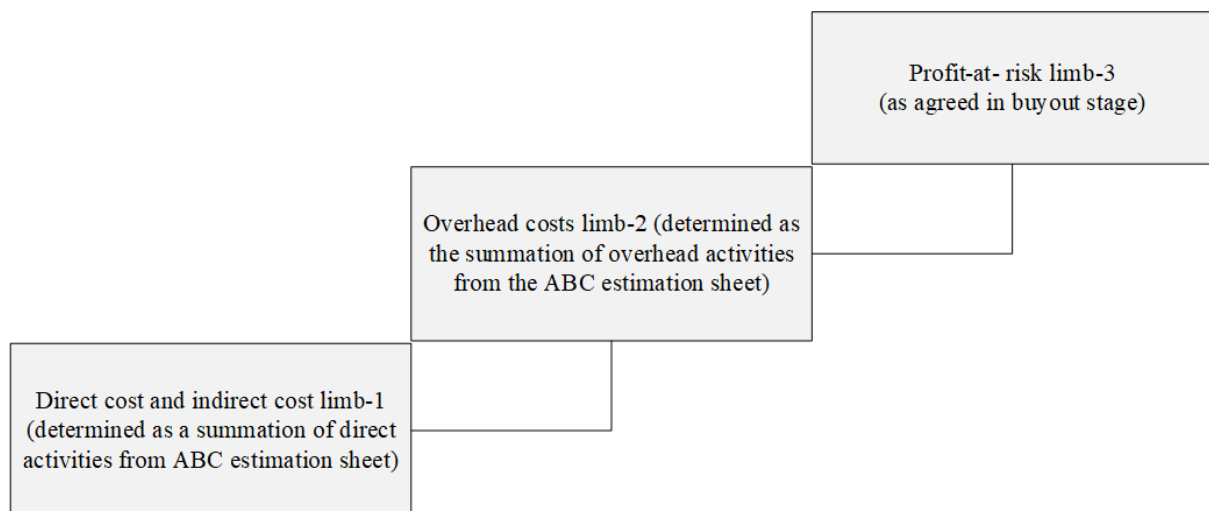 Profit-at- risk limb-3
(as agreed in buyout stage)
Overhead costs limb-2 (determined as
the summation of overhead activities
from the ABC estimation sheet)
Direct cost and indirect cost limb-1
(determined as a summation of direct
activities from ABC estimation sheet)